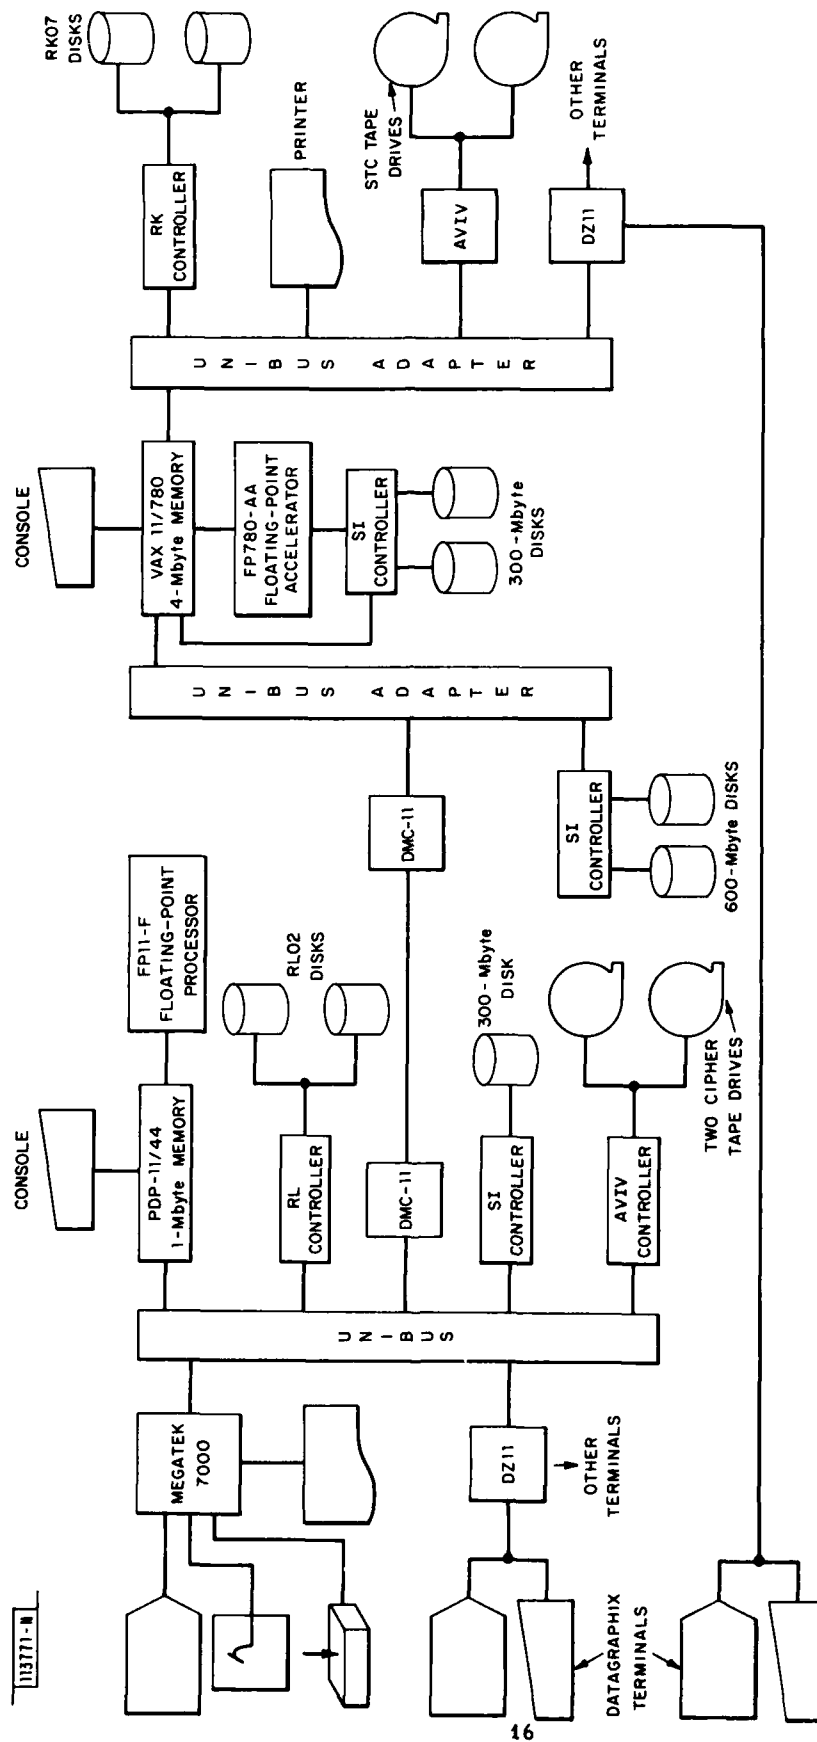 113771-N
MEGATEK
7000
DZ11
OTHER
TERMINALS
DATAGRAPHIX
TERMINALS
UNIBUS
CONSOLE
PDP-11/44
1-Mbyte MEMORY
FP11-F
FLOATING-POINT
PROCESSOR
RL
CONTROLLER
RL02
DISKS
DMC-11
DMC-11
SI
CONTROLLER
300-Mbyte
DISK
AVIV
CONTROLLER
TWO CIPHER
TAPE DRIVES
UNIBUS ADAPTER
SI
CONTROLLER
600-Mbyte DISKS
CONSOLE
VAX 11/780
4-Mbyte MEMORY
FP780-AA
FLOATING-POINT
ACCELERATOR
SI
CONTROLLER
300-Mbyte
DISKS
UNIBUS ADAPTER
RK
CONTROLLER
RK07
DISKS
PRINTER
AVIV
STC TAPE
DRIVES
DZ11
OTHER
TERMINALS
16